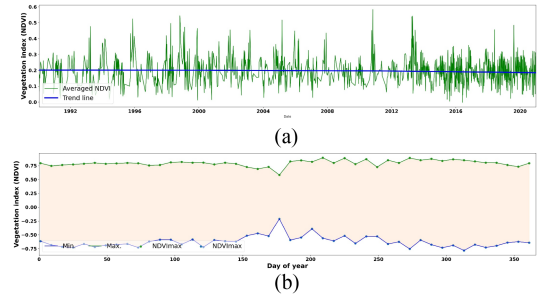 Vegetation Index (NDVI)
0.6
0.5
0.4
0.3
0.2
0.1
0.0
Averaged NDVI
Trend line
1992 1996 2000 2004 2008 2012 2016 2020
Date
(a)
Vegetation index (NDVI)
0.75
0.50
0.25
0.00
−0.25
−0.50
−0.75
Min Max NDVImax NDVImax
0 50 100 150 200 250 300 350
Day of year
(b)